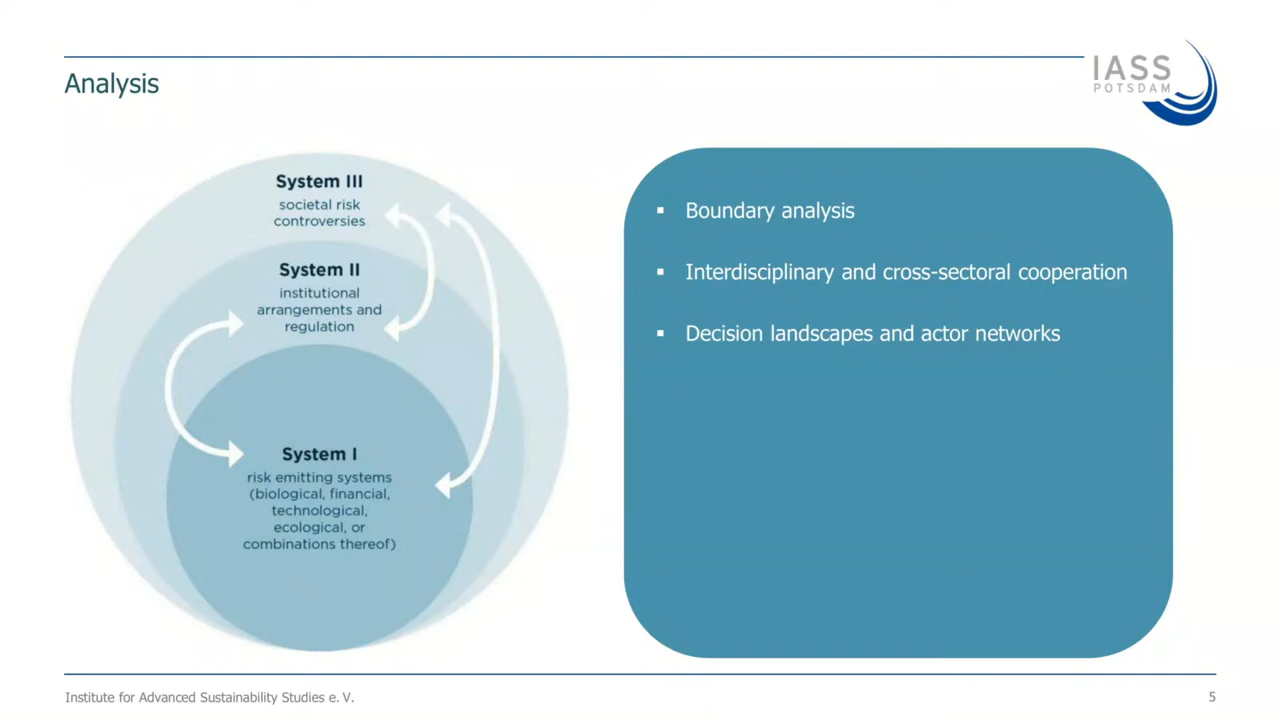 Analysis
IASS
POTSDAM
System III
societal risk
controversies
System II
institutional
arrangements and
regulation
System I
risk emitting systems
(biological, financial,
technological,
ecological, or
combinations thereof)
▪ Boundary analysis
▪ Interdisciplinary and cross-sectoral cooperation
▪ Decision landscapes and actor networks
Institute for Advanced Sustainability Studies e. V.
5